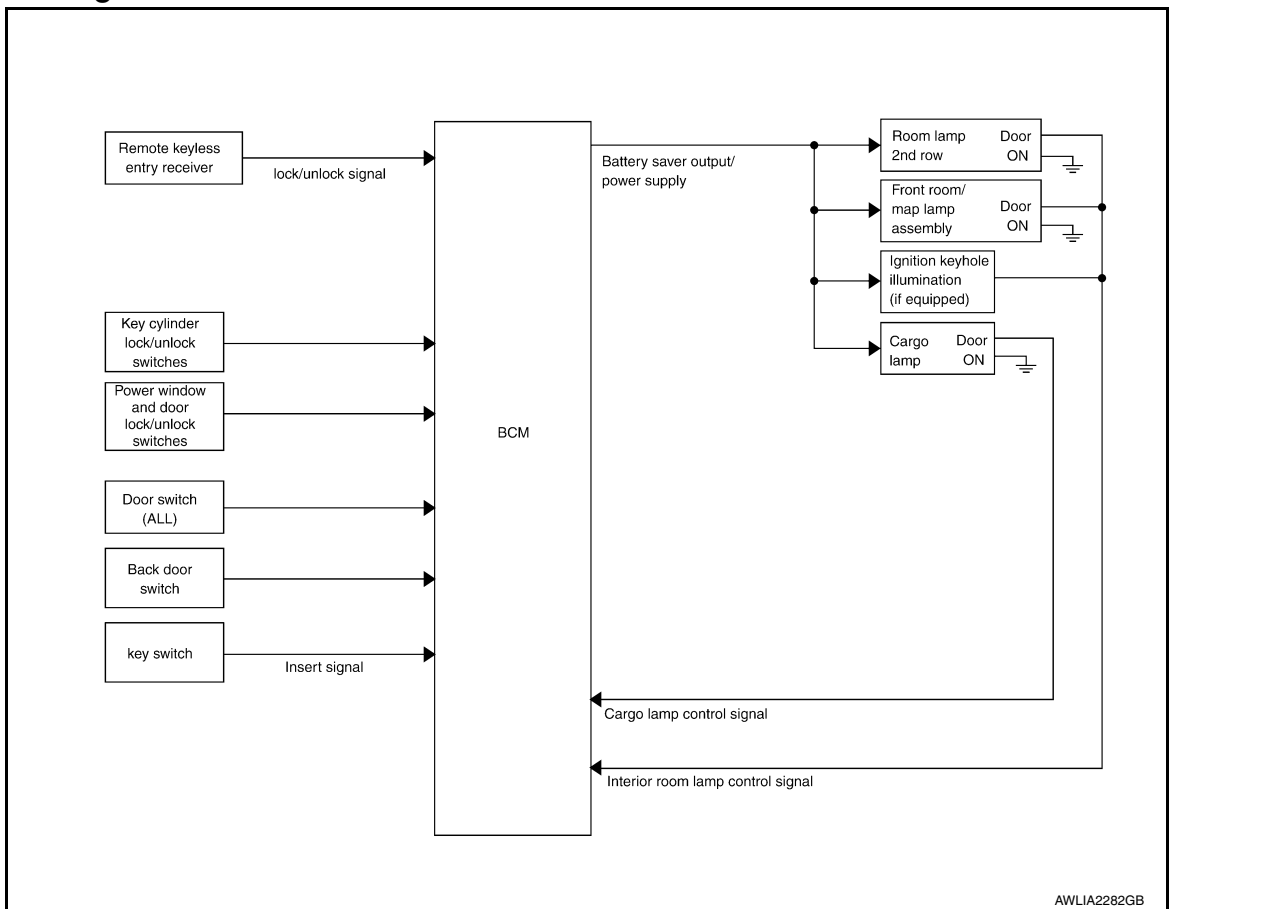 Remote keyless
entry receiver
lock/unlock signal
Key cylinder
lock/unlock
switches
Power window
and door
lock/unlock
switches
Door switch
(ALL)
Back door
switch
key switch
Insert signal
BCM
Battery saver output/
power supply
Room lamp Door
2nd row ON
Front room/
map lamp Door
assembly ON
Ignition keyhole
illumination
(if equipped)
Cargo Door
lamp ON
Cargo lamp control signal
Interior room lamp control signal
AWLIA2282GB